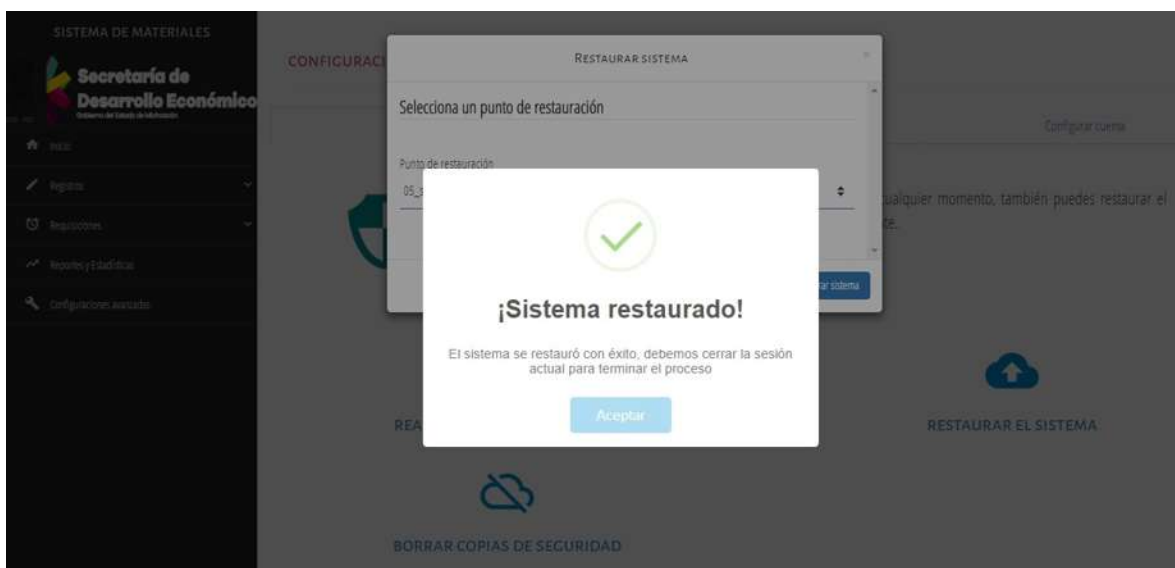 SISTEMA DE MATERIALES
Secretaría de
Desarrollo Económico
Inicio
Registros
Requisiciones
Reportes y Estadísticas
Configuraciones avanzadas
CONFIGURACI
RESTAURAR SISTEMA
Selecciona un punto de restauración
Punto de restauración
05_
Configurar cuenta
cualquier momento, también puedes restaurar el
ar sistema
¡Sistema restaurado!
El sistema se restauró con éxito, debemos cerrar la sesión
actual para terminar el proceso
Aceptar
REA
RESTAURAR EL SISTEMA
BORRAR COPIAS DE SEGURIDAD